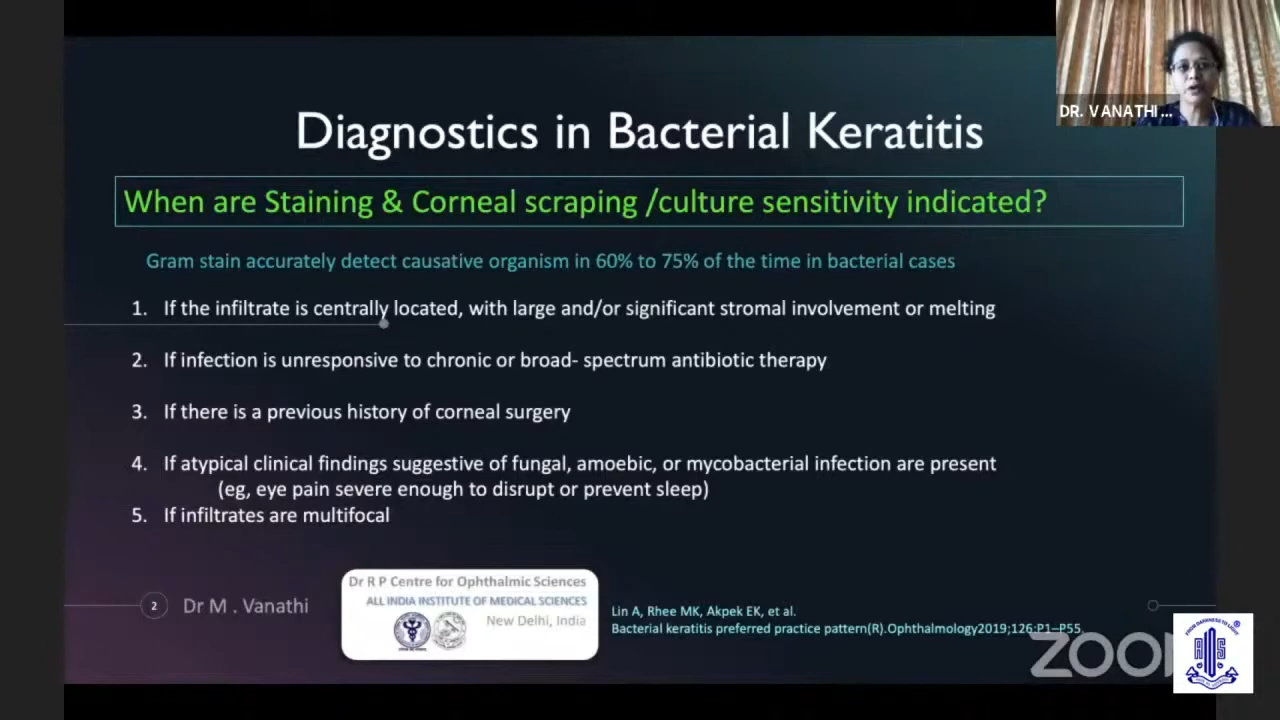 DR. VANATHI ...
Diagnostics in Bacterial Keratitis
When are Staining & Corneal scraping /culture sensitivity indicated?
Gram stain accurately detect causative organism in 60% to 75% of the time in bacterial cases
1. If the infiltrate is centrally located, with large and/or significant stromal involvement or melting
2. If infection is unresponsive to chronic or broad- spectrum antibiotic therapy
3. If there is a previous history of corneal surgery
4. If atypical clinical findings suggestive of fungal, amoebic, or mycobacterial infection are present
(eg, eye pain severe enough to disrupt or prevent sleep)
5. If infiltrates are multifocal
2 Dr M . Vanathi
Dr R P Centre for Ophthalmic Sciences
ALL INDIA INSTITUTE OF MEDICAL SCIENCES
New Delhi, India
Lin A, Rhee MK, Akpek EK, et al.
Bacterial keratitis preferred practice pattern(R).Ophthalmology2019;126:P1–P55.
FROM DARKNESS TO LIGHT